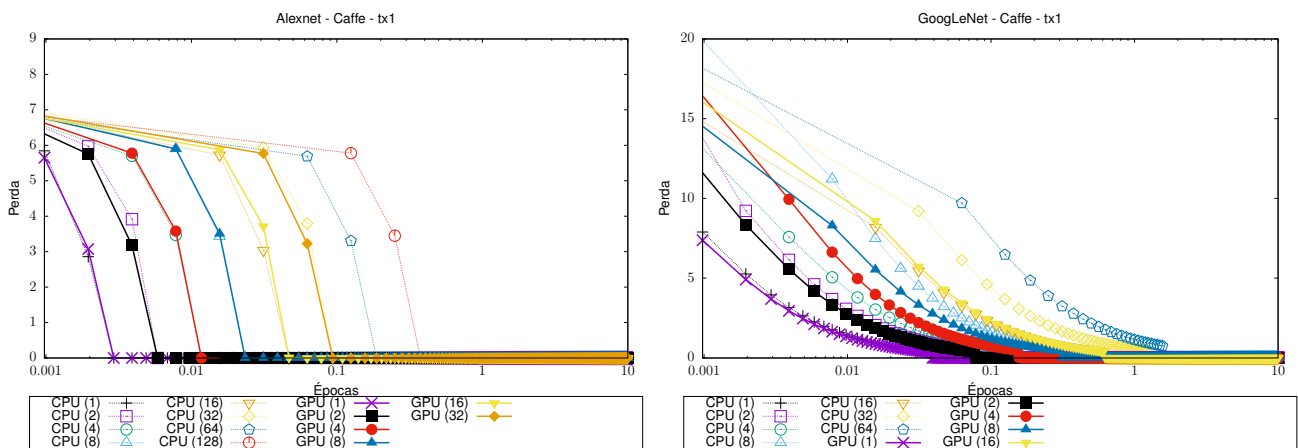 Alexnet - Caffe - tx1
9
8
7
6
5
4
3
2
1
0
Perda
0.001 0.01 0.1 1 10
Épocas
CPU (1) CPU (16) GPU (1) GPU (16)
CPU (2) CPU (32) GPU (2) GPU (32)
CPU (4) CPU (64) GPU (4)
CPU (8) CPU (128) GPU (8)
GoogLeNet - Caffe - tx1
20
15
10
5
0
Perda
0.001 0.01 0.1 1 10
Épocas
CPU (1) CPU (16) GPU (2)
CPU (2) CPU (32) GPU (4)
CPU (4) CPU (64) GPU (8)
CPU (8) GPU (1) GPU (16)